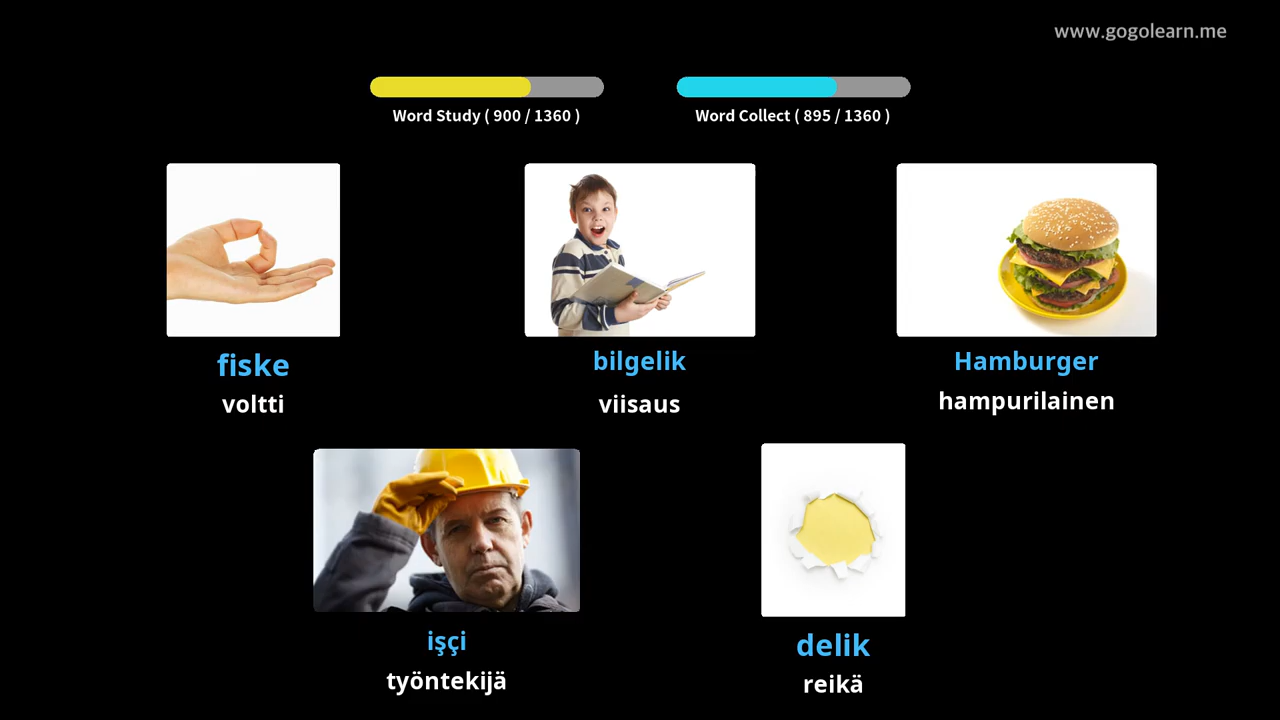 www.gogolearn.me
Word Study ( 900 / 1360 )
Word Collect ( 895 / 1360 )
fiske
voltti
bilgelik
viisaus
Hamburger
hampurilainen
işçi
työntekijä
delik
reikä